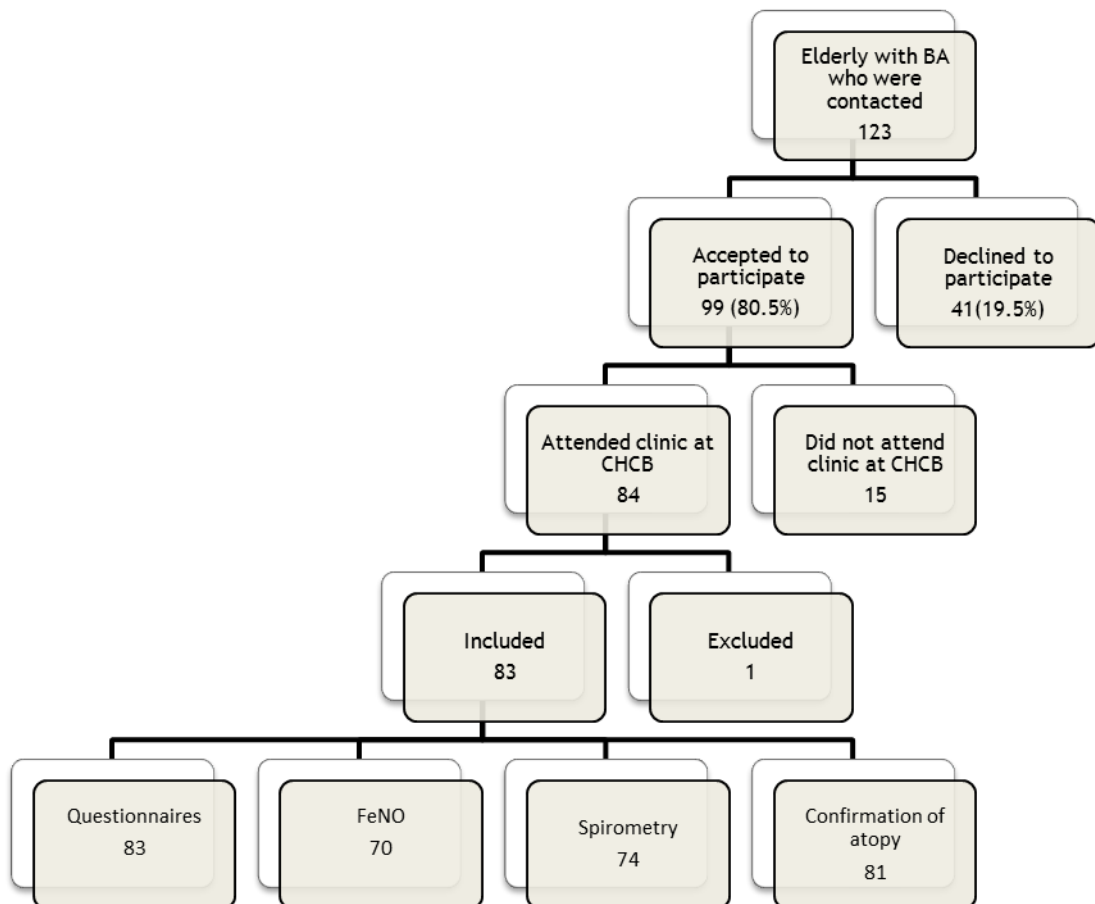 Elderly with BA
who were
contacted
123
Accepted to
participate
99 (80.5%)
Declined to
participate
41(19.5%)
Attended clinic at
CHCB
84
Did not attend
clinic at CHCB
15
Included
83
Excluded
1
Questionnaires
83
FeNO
70
Spirometry
74
Confirmation of
atopy
81